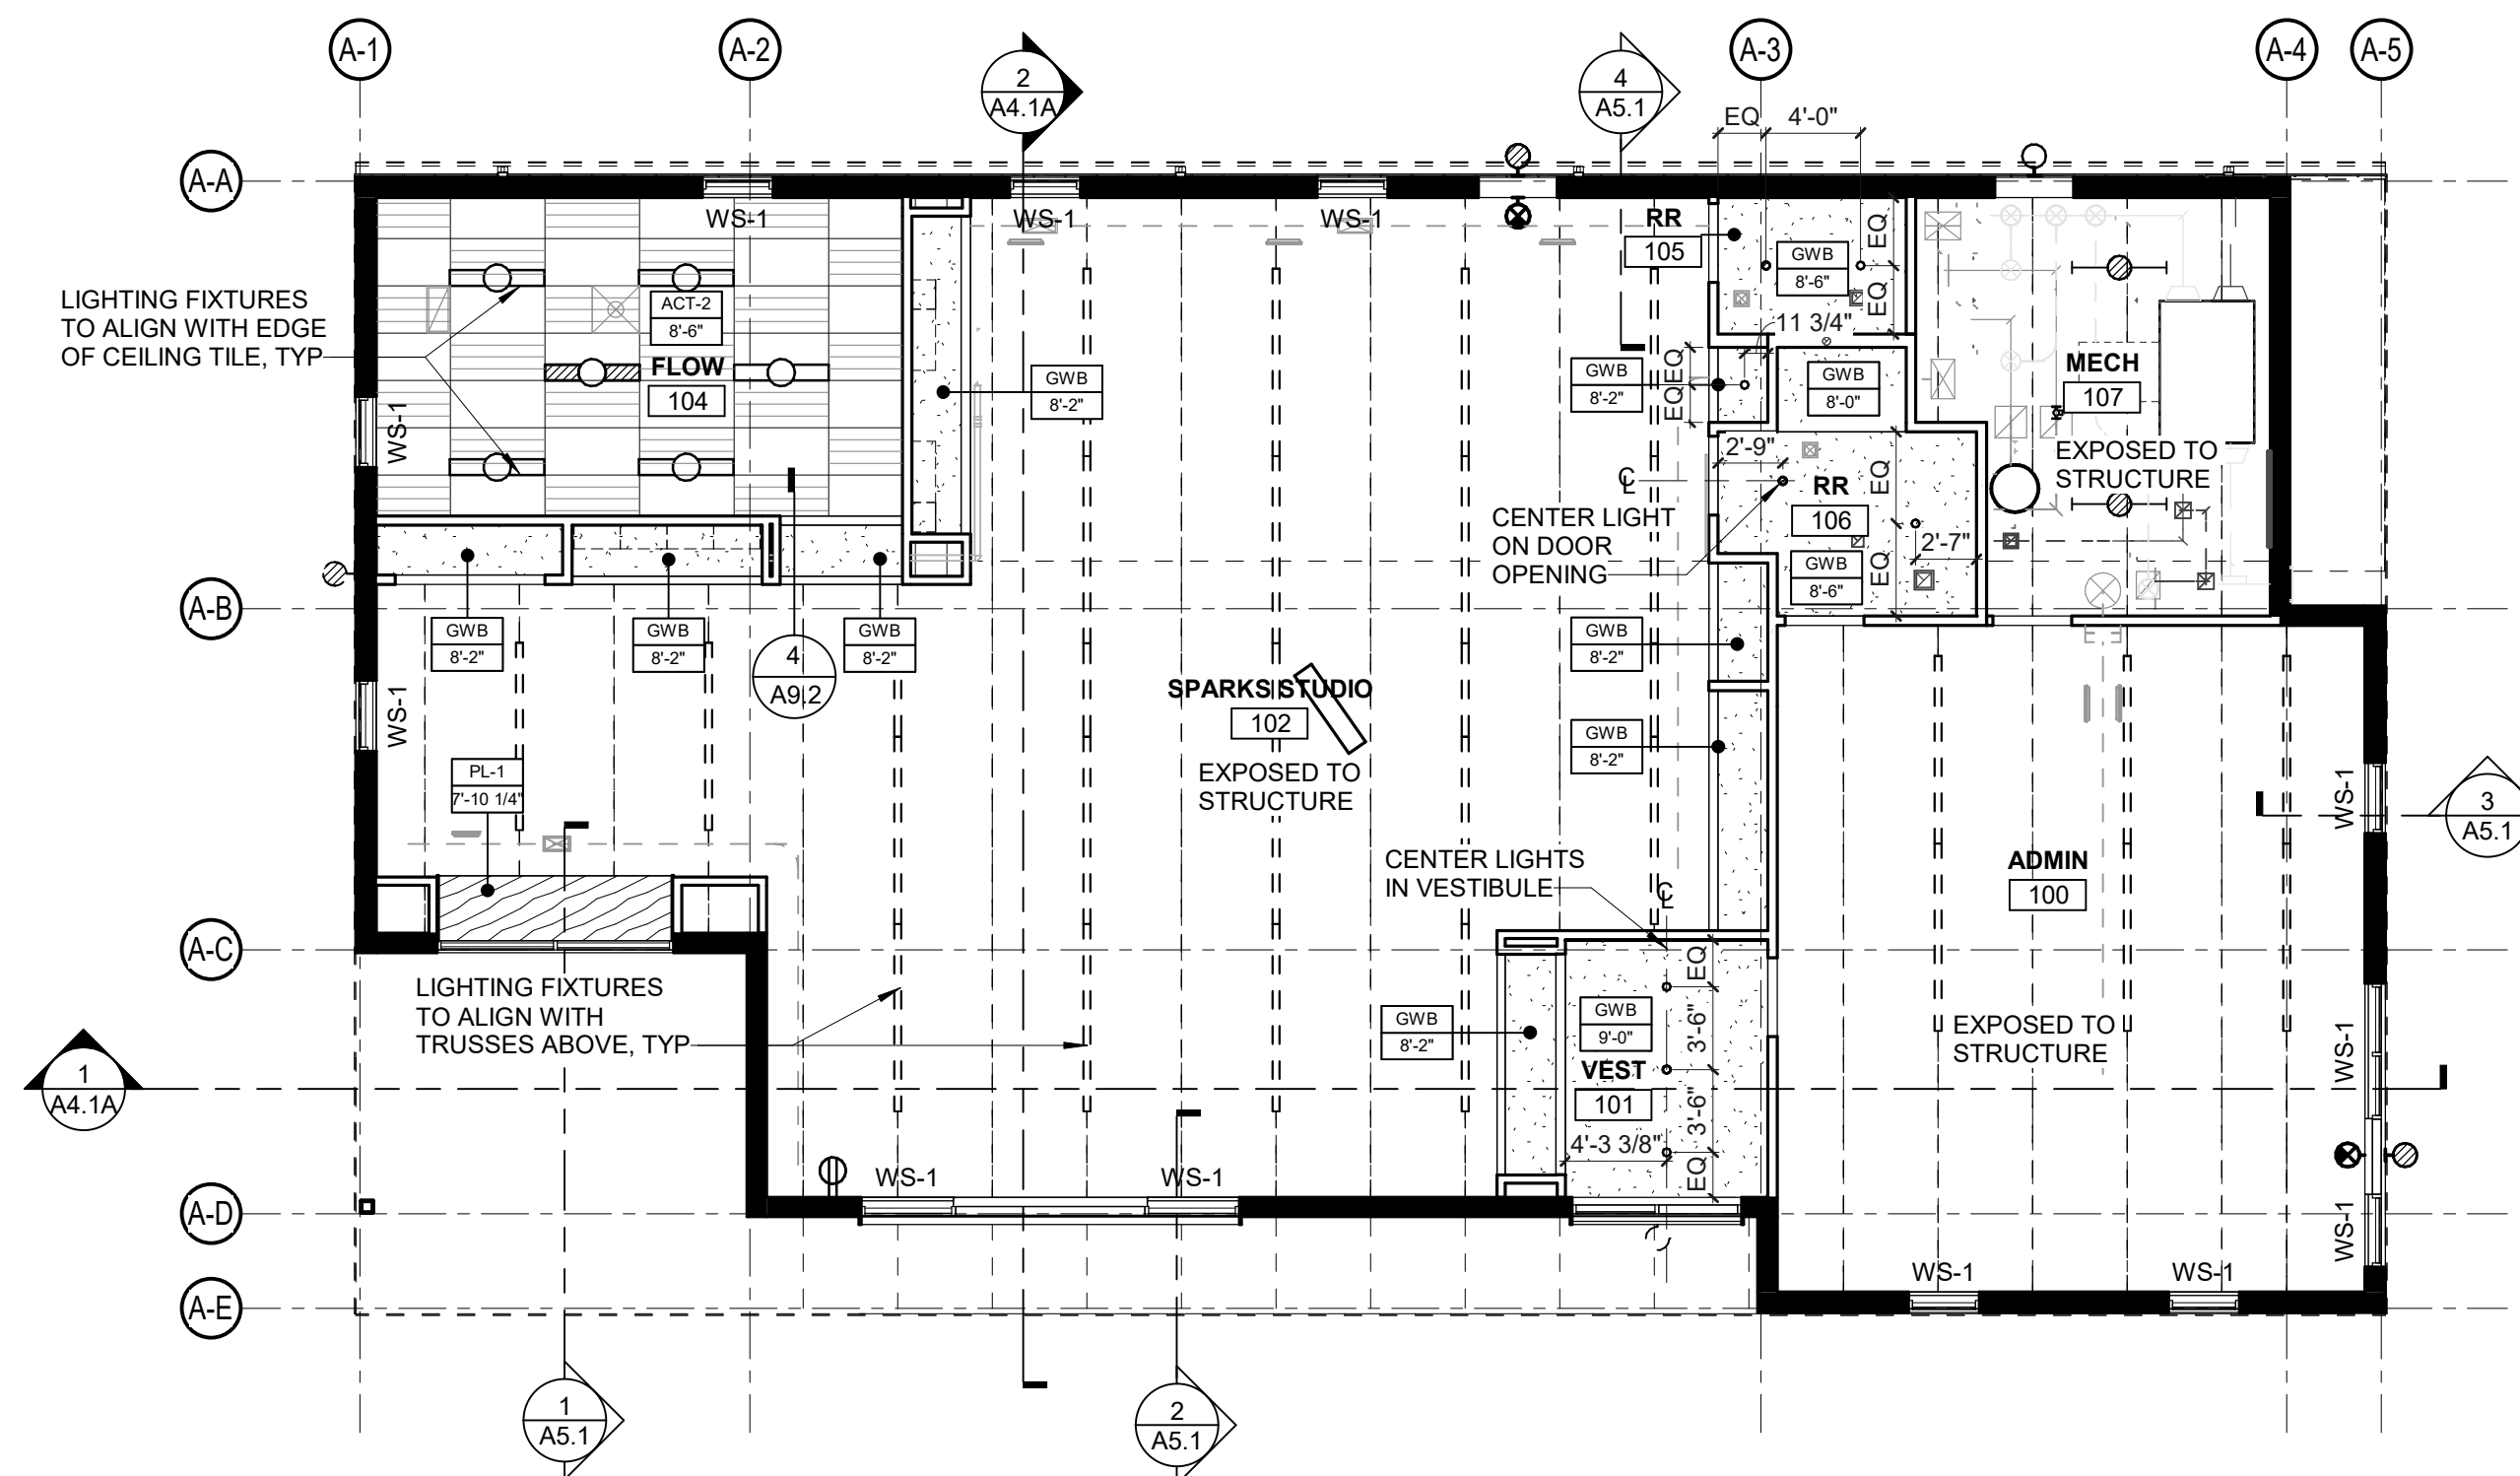 A-1
A-2
2
A4.1A
4
A5.1
A-3
A-4
A-5
EQ
4'-0"
A-A
WS-1
WS-1
WS-1
RR
105
GWB
8'-6"
EQ
EQ
11 3/4"
LIGHTING FIXTURES
TO ALIGN WITH EDGE
OF CEILING TILE, TYP
ACT-2
8'-6"
FLOW
104
WS-1
GWB
8'-2"
GWB
8'-2"
EQ
EQ
GWB
8'-0"
MECH
107
EXPOSED TO
STRUCTURE
2'-9"
CL
EQ
RR
106
2'-7"
GWB
8'-6"
EQ
CENTER LIGHT
ON DOOR
OPENING
A-B
GWB
8'-2"
GWB
8'-2"
4
A9.2
GWB
8'-2"
GWB
8'-2"
WS-1
SPARKS STUDIO
102
EXPOSED TO
STRUCTURE
GWB
8'-2"
PL-1
7'-10 1/4"
WS-1
3
A5.1
CENTER LIGHTS
IN VESTIBULE
CL
ADMIN
100
A-C
LIGHTING FIXTURES
TO ALIGN WITH
TRUSSES ABOVE, TYP
GWB
8'-2"
GWB
9'-0"
VEST
101
EQ
3'-6"
3'-6"
EQ
4'-3 3/8"
EXPOSED TO
STRUCTURE
WS-1
1
A4.1A
WS-1
WS-1
WS-1
A-D
A-E
WS-1
WS-1
1
A5.1
2
A5.1